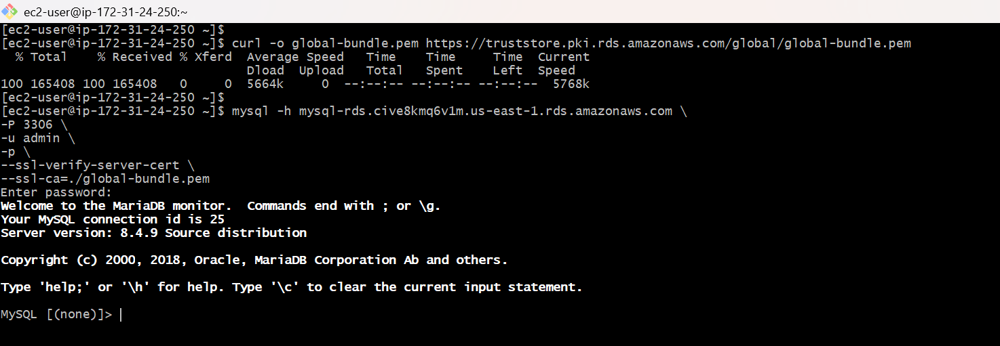 ec2-user@ip-172-31-24-250:~
[ec2-user@ip-172-31-24-250 ~]$
[ec2-user@ip-172-31-24-250 ~]$ curl -o global-bundle.pem https://truststore.pki.rds.amazonaws.com/global/global-bundle.pem
  % Total    % Received % Xferd  Average Speed   Time    Time     Time  Current
                                 Dload  Upload   Total   Spent    Left  Speed
100 165408 100 165408   0     0  5664k     0  --:--:-- --:--:-- --:--:--  5768k
[ec2-user@ip-172-31-24-250 ~]$
[ec2-user@ip-172-31-24-250 ~]$ mysql -h mysql-rds.cive8kmq6v1m.us-east-1.rds.amazonaws.com \
-P 3306 \
-u admin \
-p \
--ssl-verify-server-cert \
--ssl-ca=./global-bundle.pem
Enter password:
Welcome to the MariaDB monitor.  Commands end with ; or \g.
Your MySQL connection id is 25
Server version: 8.4.9 Source distribution

Copyright (c) 2000, 2018, Oracle, MariaDB Corporation Ab and others.

Type 'help;' or '\h' for help. Type '\c' to clear the current input statement.

MySQL [(none)]>